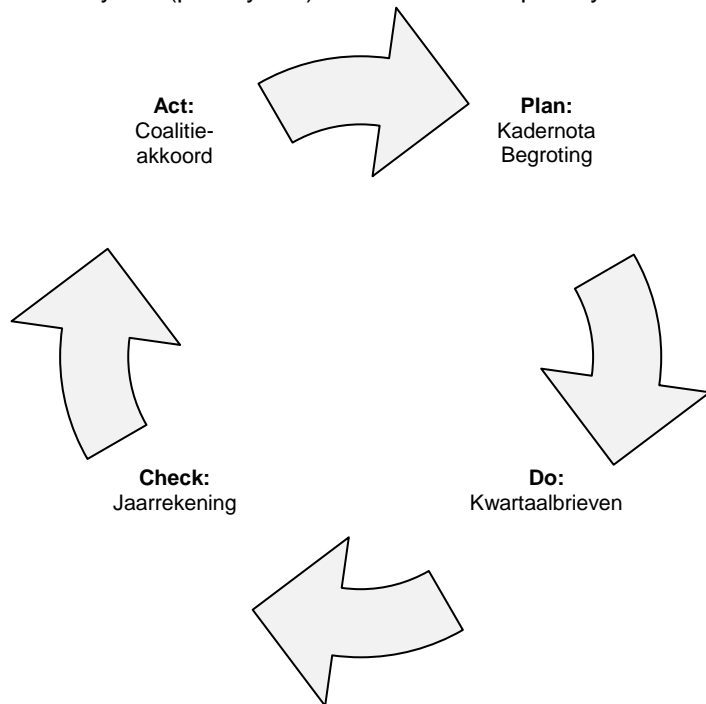 Act:
Coalitie-
akkoord
Plan:
Kadernota
Begroting
Do:
Kwartaalbrieven
Check:
Jaarrekening